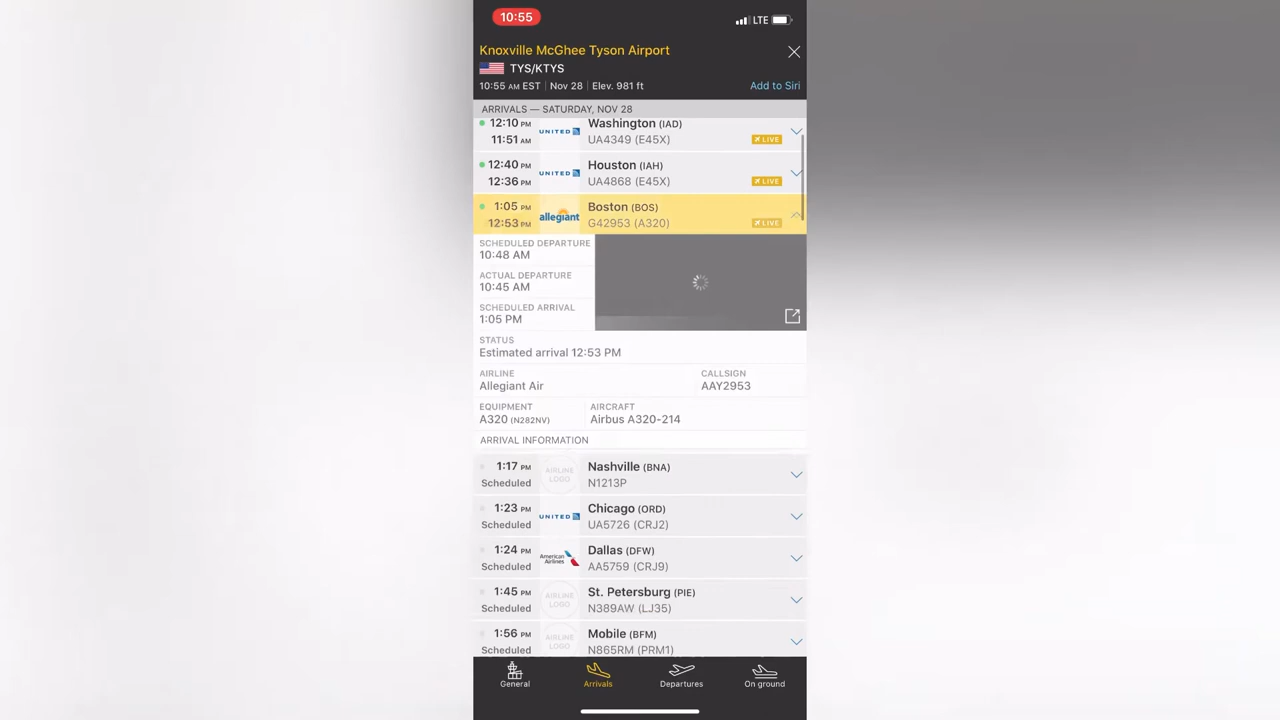 10:55
LTE
Knoxville McGhee Tyson Airport
TYS/KTYS
10:55 AM EST | Nov 28 | Elev. 981 ft
Add to Siri
ARRIVALS — SATURDAY, NOV 28
12:10 PM
Washington (IAD)
11:51 AM
UNITED
UA4349 (E45X)
LIVE
12:40 PM
Houston (IAH)
12:36 PM
UNITED
UA4868 (E45X)
LIVE
1:05 PM
Boston (BOS)
12:53 PM
allegiant
G42953 (A320)
LIVE
SCHEDULED DEPARTURE
10:48 AM
ACTUAL DEPARTURE
10:45 AM
SCHEDULED ARRIVAL
1:05 PM
STATUS
Estimated arrival 12:53 PM
AIRLINE
Allegiant Air
CALLSIGN
AAY2953
EQUIPMENT
A320 (N282NV)
AIRCRAFT
Airbus A320-214
ARRIVAL INFORMATION
1:17 PM
Nashville (BNA)
Scheduled
AIRLINE LOGO
N1213P
1:23 PM
Chicago (ORD)
Scheduled
UNITED
UA5726 (CRJ2)
1:24 PM
Dallas (DFW)
Scheduled
American Airlines
AA5759 (CRJ9)
1:45 PM
St. Petersburg (PIE)
Scheduled
AIRLINE LOGO
N389AW (LJ35)
1:56 PM
Mobile (BFM)
Scheduled
AIRLINE LOGO
N865RM (PRM1)
General
Arrivals
Departures
On ground